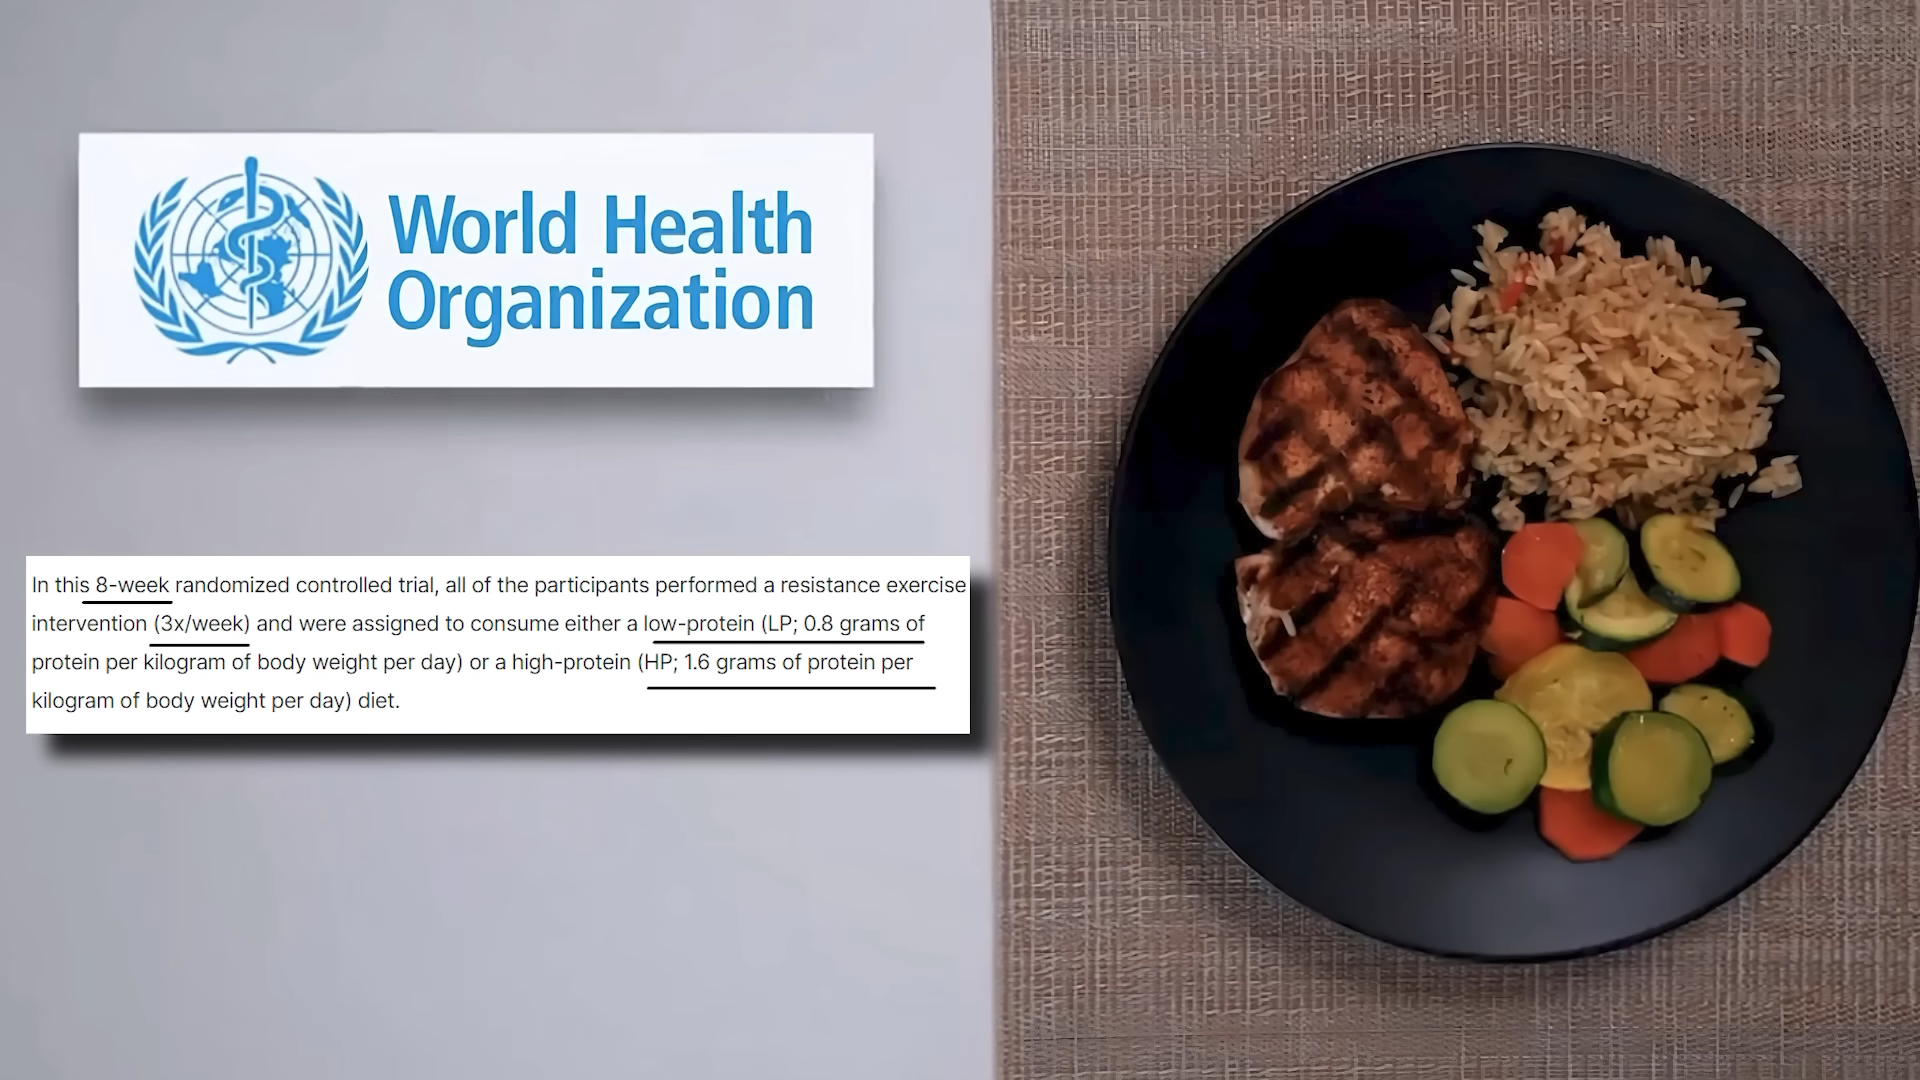 World Health
Organization
In this 8-week randomized controlled trial, all of the participants performed a resistance exercise
intervention (3x/week) and were assigned to consume either a low-protein (LP; 0.8 grams of
protein per kilogram of body weight per day) or a high-protein (HP; 1.6 grams of protein per
kilogram of body weight per day) diet.